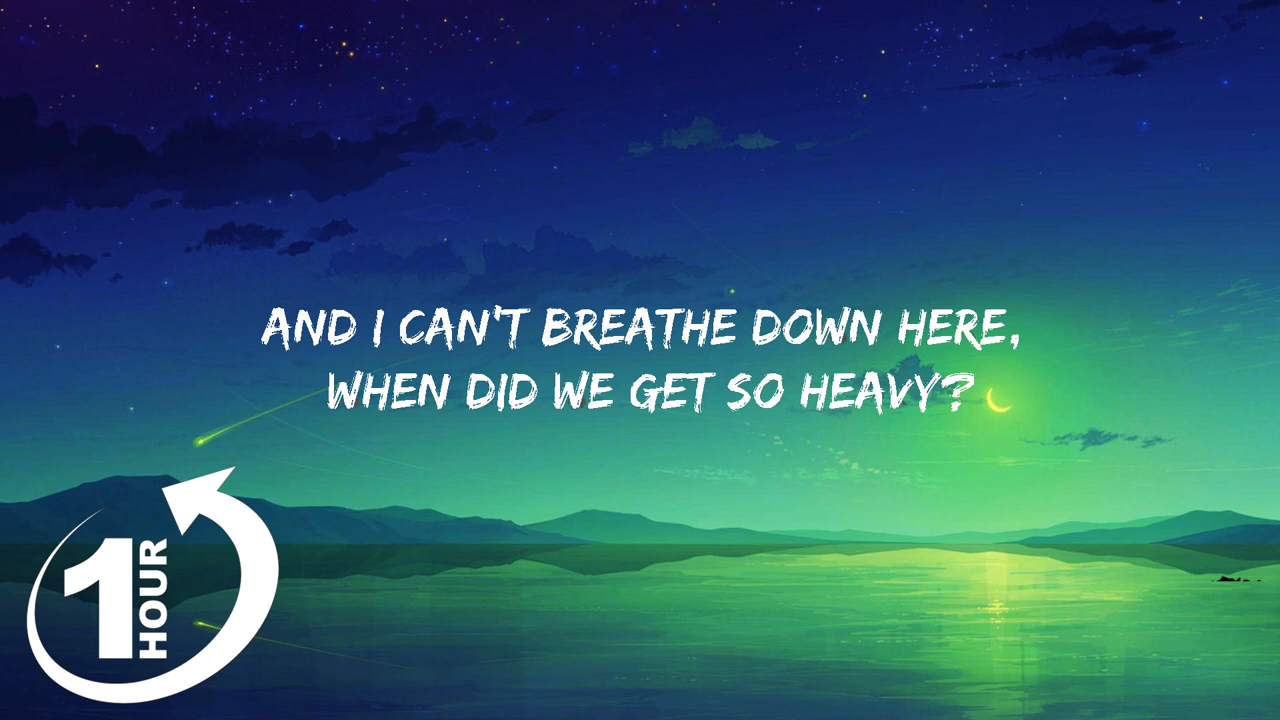 AND I CAN'T BREATHE DOWN HERE,
WHEN DID WE GET SO HEAVY?
1
HOUR